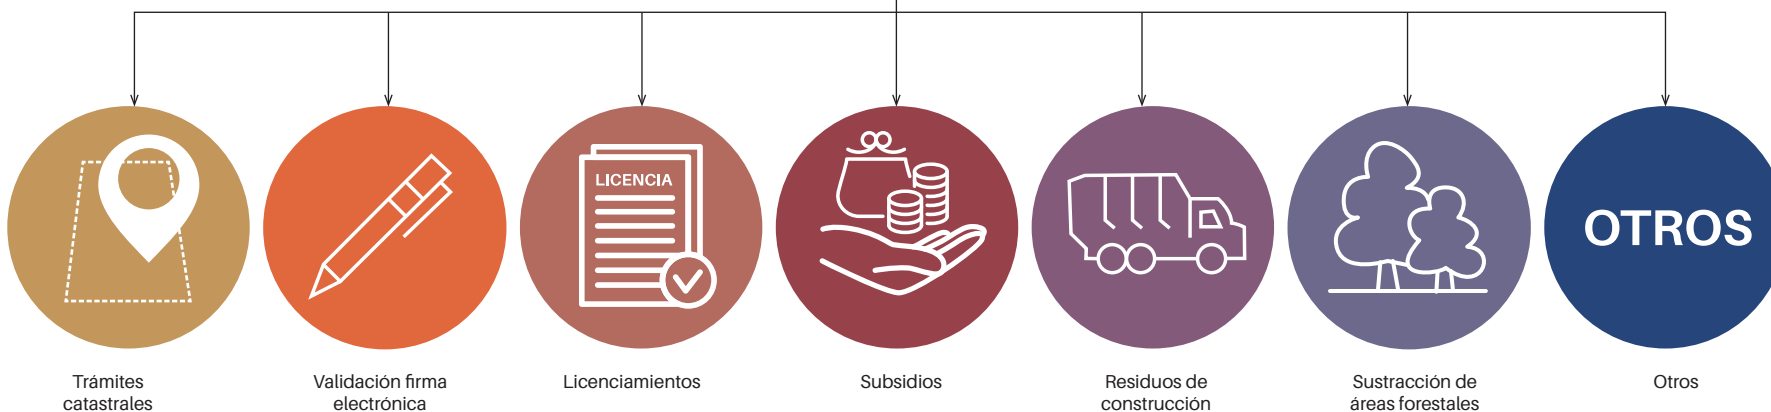 LICENCIA
OTROS
Trámites
catastrales
Validación firma
electrónica
Licenciamientos
Subsidios
Residuos de
construcción
Sustracción de
áreas forestales
Otros